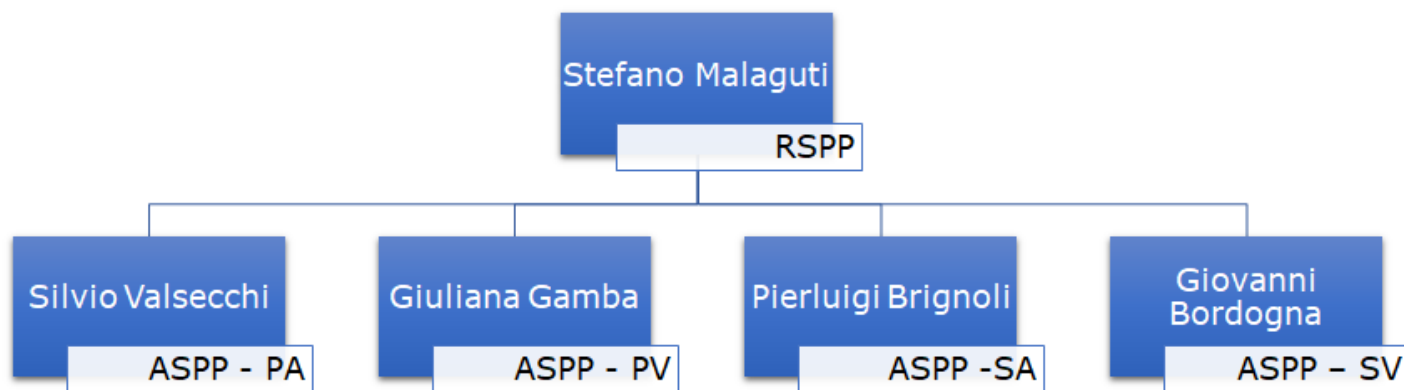 Stefano Malaguti
RSPP
Silvio Valsecchi
ASPP - PA
Giuliana Gamba
ASPP - PV
Pierluigi Brignoli
ASPP -SA
Giovanni
Bordogna
ASPP – SV